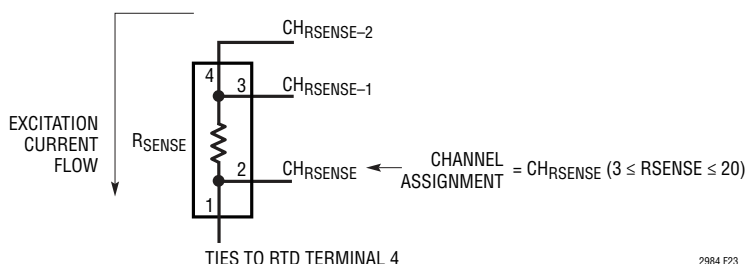 CHRSENSE–2
4
3
CHRSENSE–1
EXCITATION
CURRENT
FLOW
RSENSE
2
CHRSENSE
CHANNEL
ASSIGNMENT
= CHRSENSE (3 ≤ RSENSE ≤ 20)
1
TIES TO RTD TERMINAL 4
2984 F23